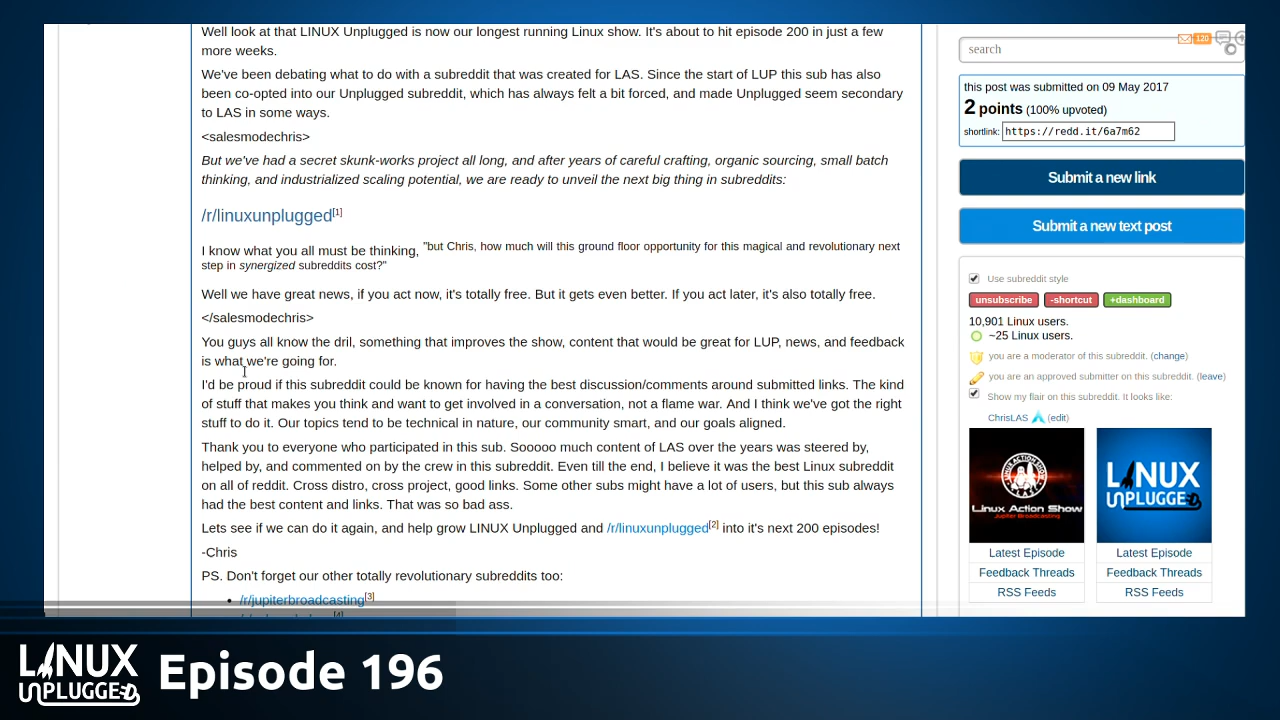 Well look at that LINUX Unplugged is now our longest running Linux show. It's about to hit episode 200 in just a few
more weeks.
We've been debating what to do with a subreddit that was created for LAS. Since the start of LUP this sub has also
been co-opted into our Unplugged subreddit, which has always felt a bit forced, and made Unplugged seem secondary
to LAS in some ways.
<salesmodechris>
But we've had a secret skunk-works project all long, and after years of careful crafting, organic sourcing, small batch
thinking, and industrialized scaling potential, we are ready to unveil the next big thing in subreddits:
/r/linuxunplugged[1]
I know what you all must be thinking, "but Chris, how much will this ground floor opportunity for this magical and revolutionary next
step in synergized subreddits cost?"
Well we have great news, if you act now, it's totally free. But it gets even better. If you act later, it's also totally free.
</salesmodechris>
You guys all know the dril, something that improves the show, content that would be great for LUP, news, and feedback
is what we're going for.
I'd be proud if this subreddit could be known for having the best discussion/comments around submitted links. The kind
of stuff that makes you think and want to get involved in a conversation, not a flame war. And I think we've got the right
stuff to do it. Our topics tend to be technical in nature, our community smart, and our goals aligned.
Thank you to everyone who participated in this sub. Sooooo much content of LAS over the years was steered by,
helped by, and commented on by the crew in this subreddit. Even till the end, I believe it was the best Linux subreddit
on all of reddit. Cross distro, cross project, good links. Some other subs might have a lot of users, but this sub always
had the best content and links. That was so bad ass.
Lets see if we can do it again, and help grow LINUX Unplugged and /r/linuxunplugged[2] into it's next 200 episodes!
-Chris
PS. Don't forget our other totally revolutionary subreddits too:
• /r/jupiterbroadcasting[3]
[4]
120
search
this post was submitted on 09 May 2017
2 points (100% upvoted)
shortlink: https://redd.it/6a7m62
Submit a new link
Submit a new text post
Use subreddit style
unsubscribe -shortcut +dashboard
10,901 Linux users.
~25 Linux users.
you are a moderator of this subreddit. (change)
you are an approved submitter on this subreddit. (leave)
Show my flair on this subreddit. It looks like:
ChrisLAS (edit)
LAS
Linux Action Show
Jupiter Broadcasting
LINUX
UNPLUGGED
Latest Episode Latest Episode
Feedback Threads Feedback Threads
RSS Feeds RSS Feeds
LINUX
UNPLUGGED
Episode 196